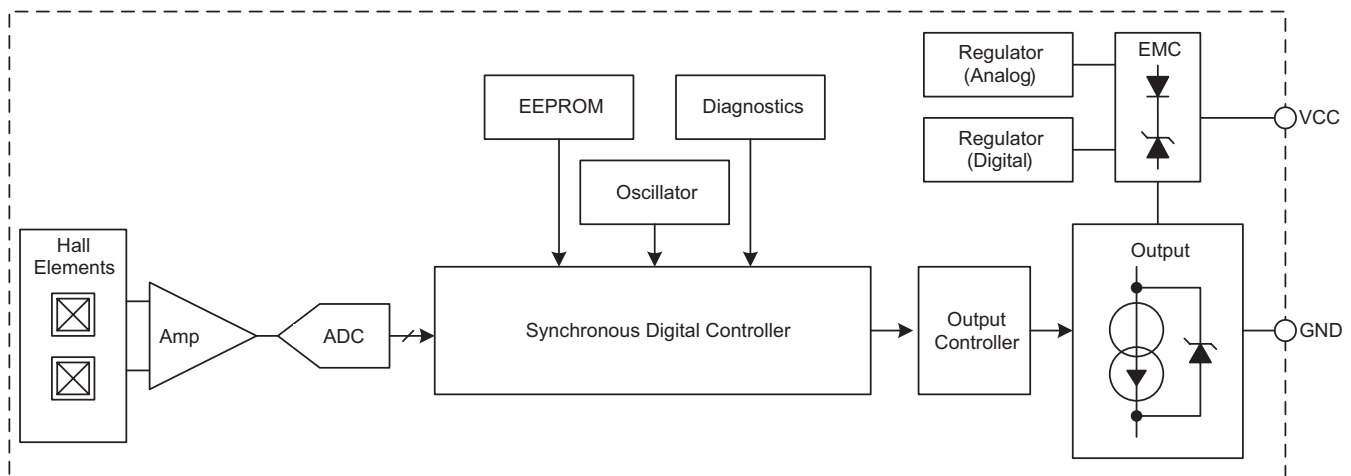 Regulator
(Analog)
EMC
EEPROM
Diagnostics
VCC
Regulator
(Digital)
Oscillator
Hall
Elements
Output
Amp
ADC
Synchronous Digital Controller
Output
Controller
GND